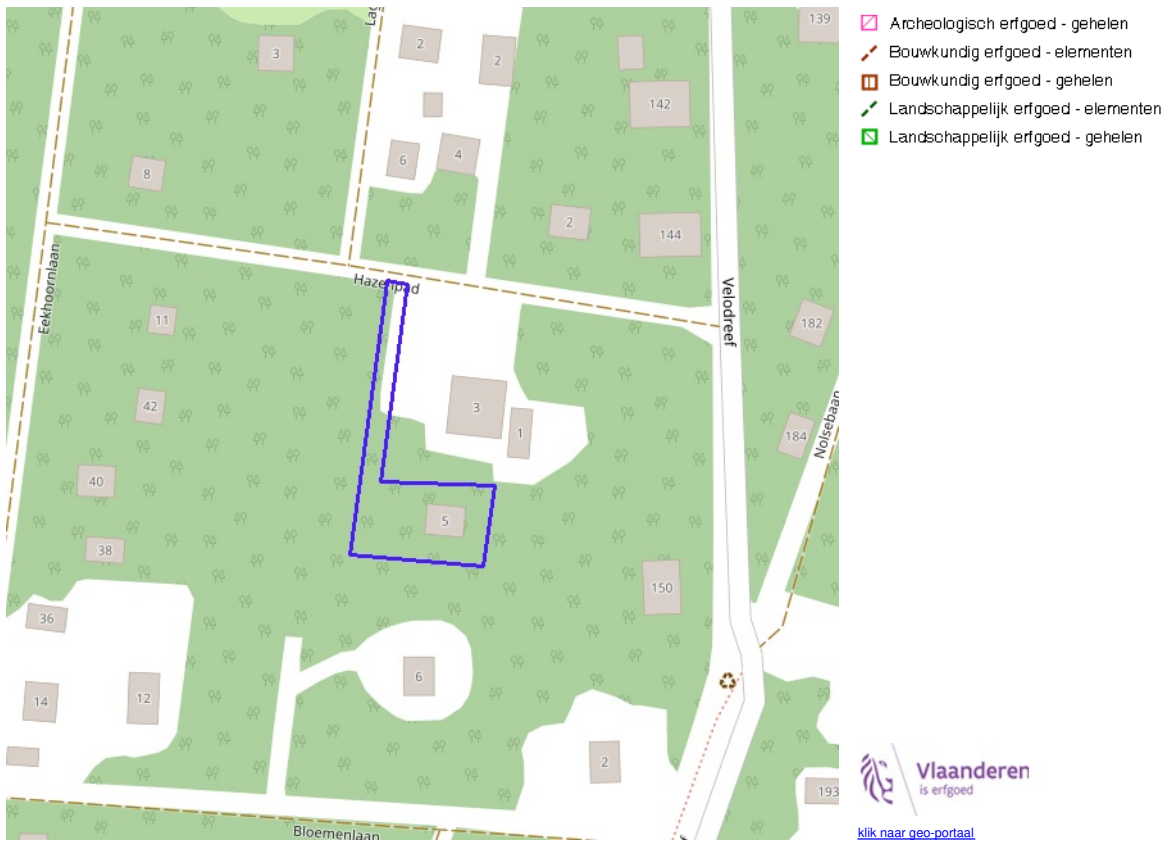 Archeologisch erfgoed - gehelen
Bouwkundig erfgoed - elementen
Bouwkundig erfgoed - gehelen
Landschappelijk erfgoed - elementen
Landschappelijk erfgoed - gehelen
139
2
3
2
142
6
4
8
2
144
Hazenpad
Eekhoornlaan
Velodreef
11
182
42
3
1
184
Nolsebaan
40
5
38
150
36
6
14
12
2
193
Bloemenlaan
Vlaanderen
is erfgoed
klik naar geo-portaal